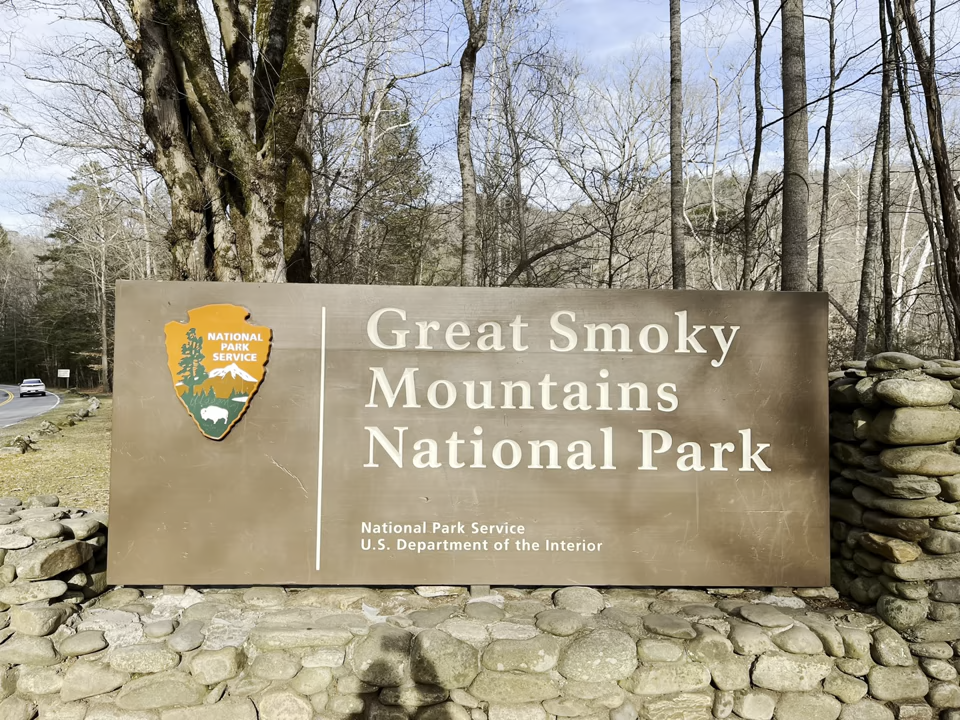 NATIONAL
PARK
SERVICE
Great Smoky
Mountains
National Park
National Park Service
U.S. Department of the Interior